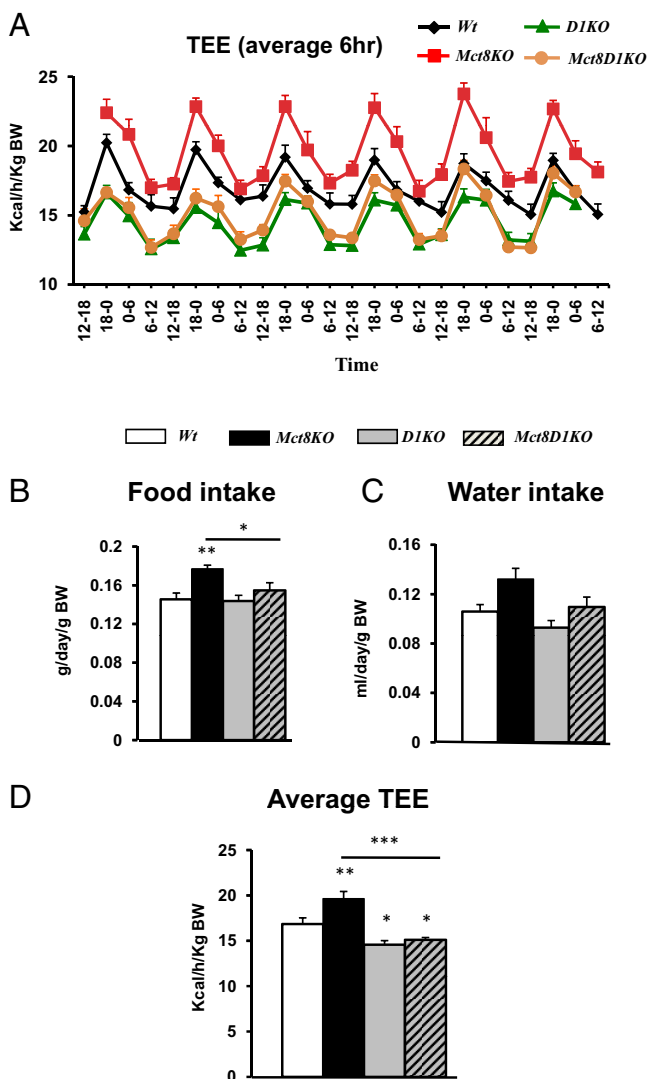 A
TEE (average 6hr)
Wt
D1KO
Mct8KO
Mct8D1KO
Kcal/h/Kg BW
25
20
15
10
12-18
18-0
0-6
6-12
12-18
18-0
0-6
6-12
12-18
18-0
0-6
6-12
12-18
18-0
0-6
6-12
12-18
18-0
0-6
6-12
12-18
18-0
0-6
6-12
Time
Wt
Mct8KO
D1KO
Mct8D1KO
B
Food intake
g/day/g BW
0.2
0.16
0.12
0.08
0.04
0
**
*
C
Water intake
ml/day/g BW
0.16
0.12
0.08
0.04
0
D
Average TEE
Kcal/h/Kg BW
25
20
15
10
5
0
***
**
*
*